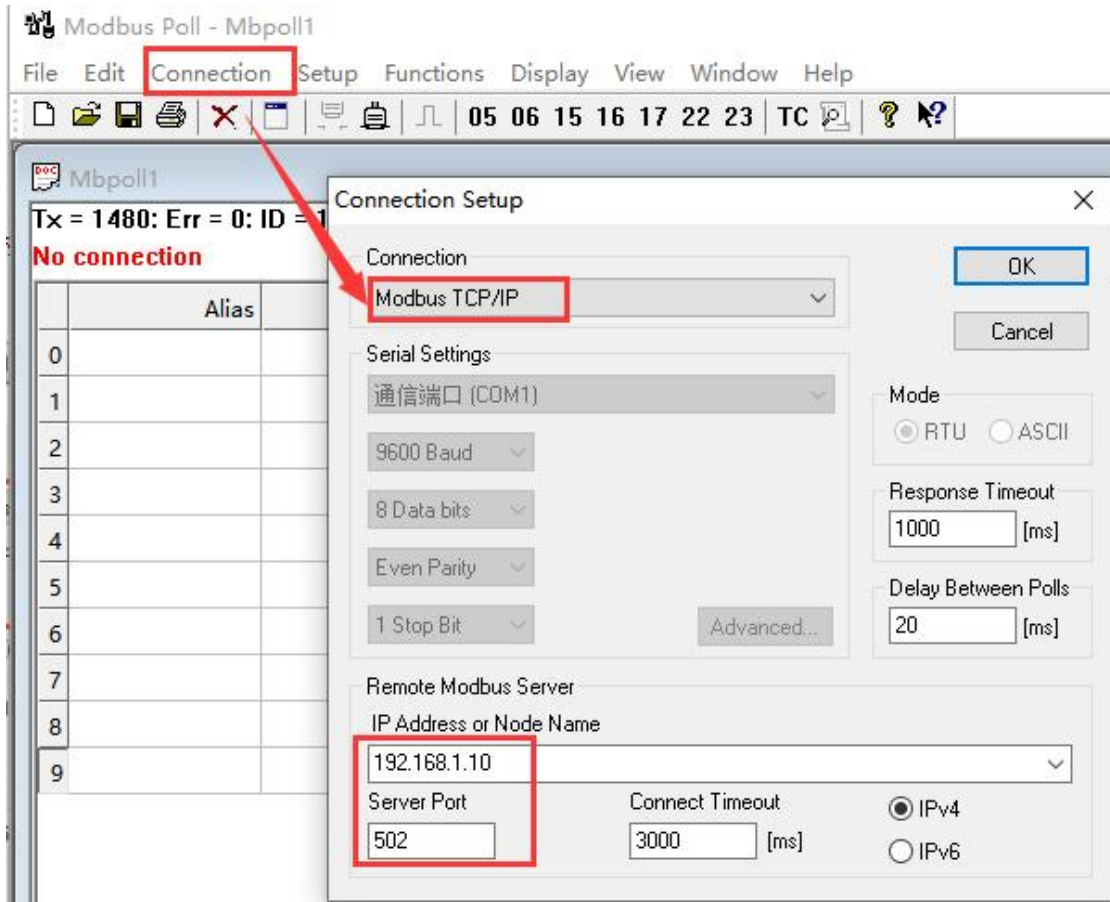 Modbus Poll - Mbpoll1
File Edit Connection Setup Functions Display View Window Help
05 06 15 16 17 22 23 TC
Mbpoll1
Tx = 1480: Err = 0: ID = 1
No connection
Alias
0
1
2
3
4
5
6
7
8
9
Connection Setup
Connection
Modbus TCP/IP
OK
Cancel
Serial Settings
通信端口 (COM1)
9600 Baud
8 Data bits
Even Parity
1 Stop Bit
Advanced...
Mode
RTU ASCII
Response Timeout
1000 [ms]
Delay Between Polls
20 [ms]
Remote Modbus Server
IP Address or Node Name
192.168.1.10
Server Port
502
Connect Timeout
3000 [ms]
IPv4
IPv6